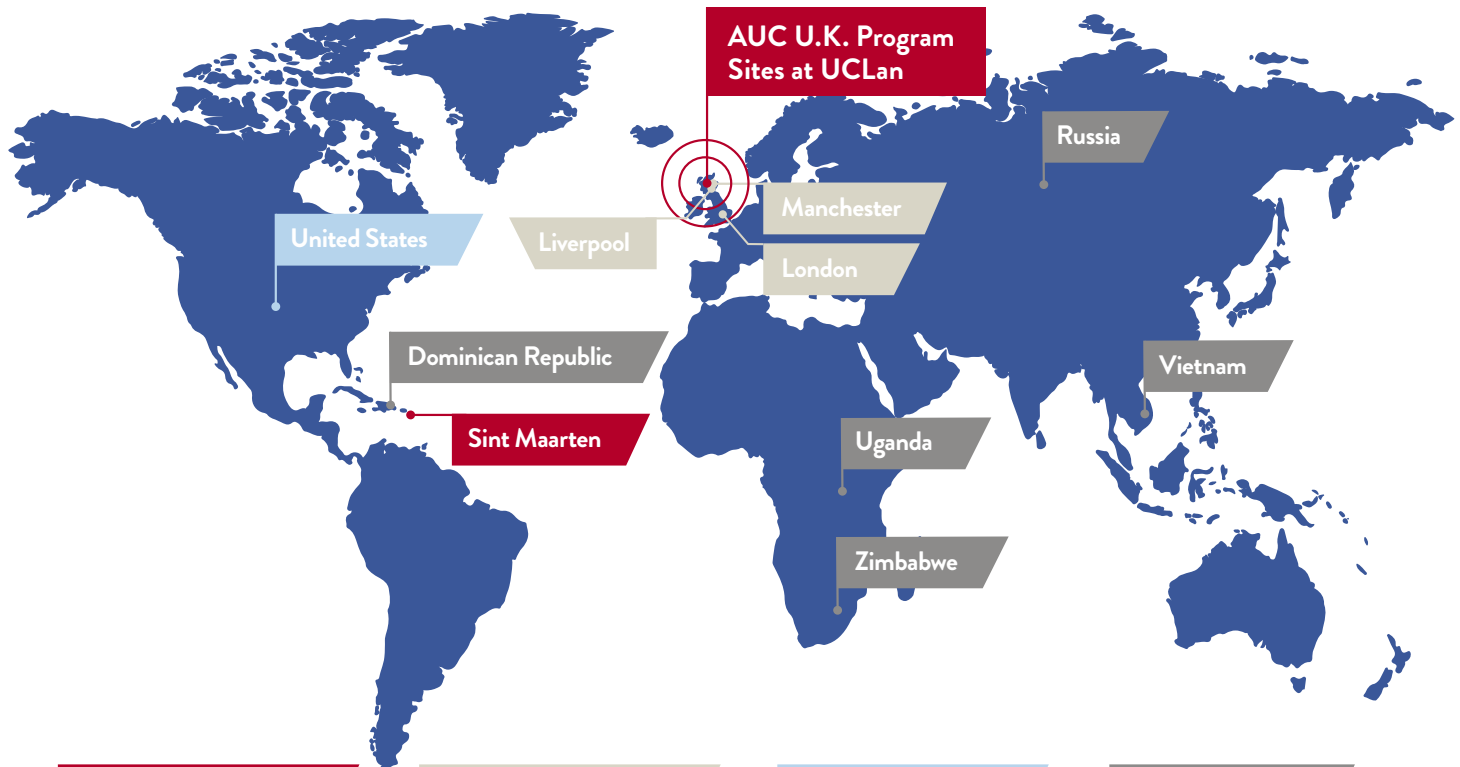 AUC U.K. Program
Sites at UCLan
Russia
Manchester
United States
Liverpool
London
Dominican Republic
Vietnam
Sint Maarten
Uganda
Zimbabwe